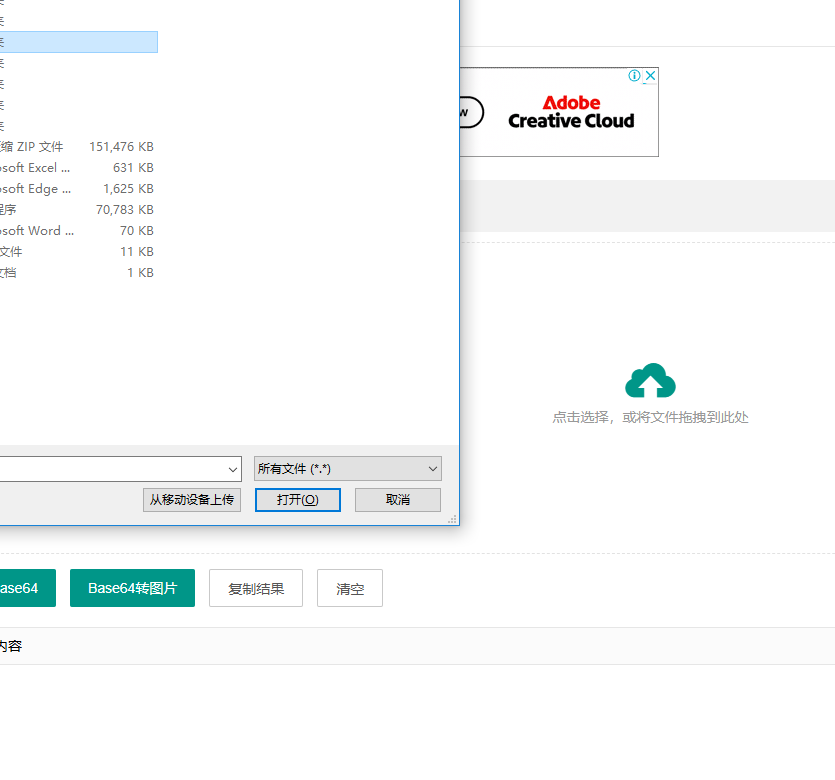 夹
夹
夹
夹
夹
夹
缩 ZIP 文件 151,476 KB
osoft Excel ... 631 KB
osoft Edge ... 1,625 KB
程序 70,783 KB
osoft Word ... 70 KB
文件 11 KB
文档 1 KB
W
Adobe
Creative Cloud
点击选择，或将文件拖拽到此处
所有文件 (*.*)
从移动设备上传 打开(O) 取消
ase64 Base64转图片 复制结果 清空
内容